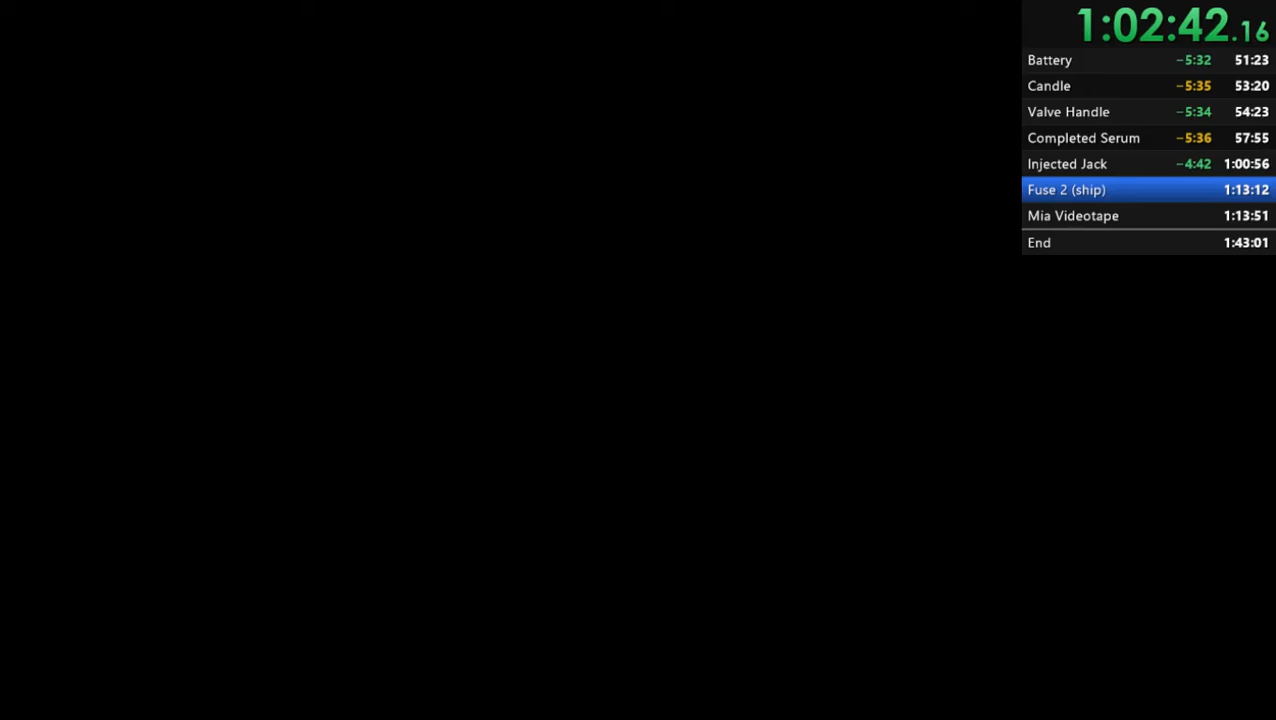 1:02:42.16
Battery -5:32 51:23
Candle -5:35 53:20
Valve Handle -5:34 54:23
Completed Serum -5:36 57:55
Injected Jack -4:42 1:00:56
Fuse 2 (ship) 1:13:12
Mia Videotape 1:13:51
End 1:43:01